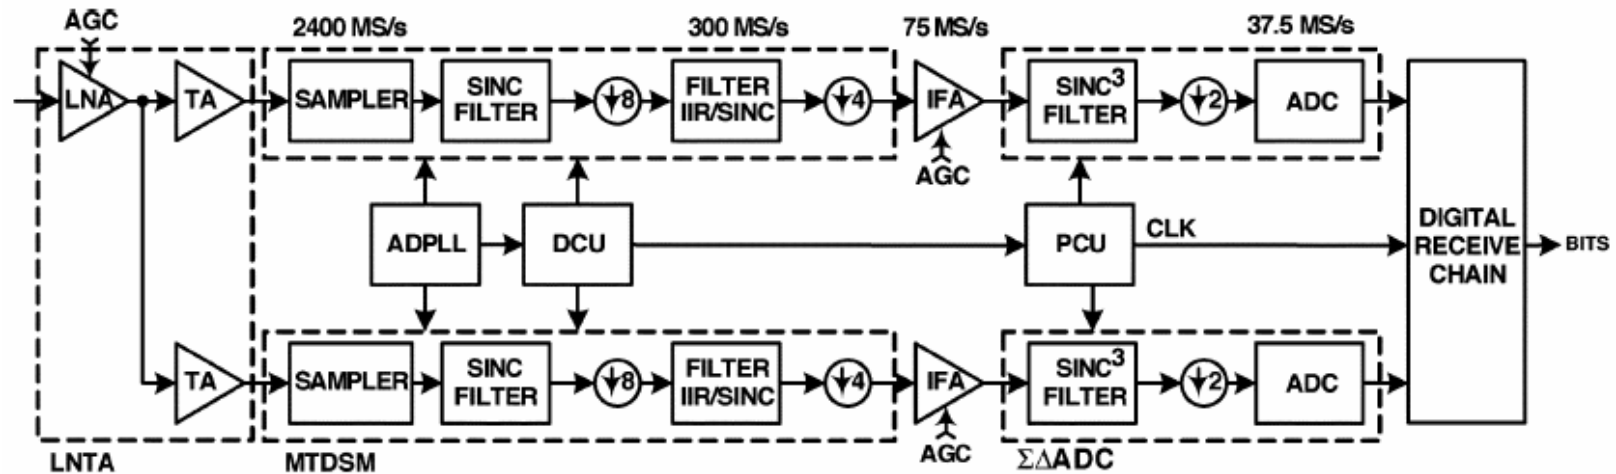 AGC
2400 MS/s
300 MS/s
75 MS/s
37.5 MS/s
LNA
TA
SAMPLER
SINC
FILTER
8
FILTER
IIR/SINC
4
IFA
SINC³
FILTER
2
ADC
AGC
ADPLL
DCU
PCU
CLK
DIGITAL
RECEIVE
CHAIN
BITS
TA
SAMPLER
SINC
FILTER
8
FILTER
IIR/SINC
4
IFA
SINC³
FILTER
2
ADC
AGC
LNTA
MTDSM
ΣΔADC